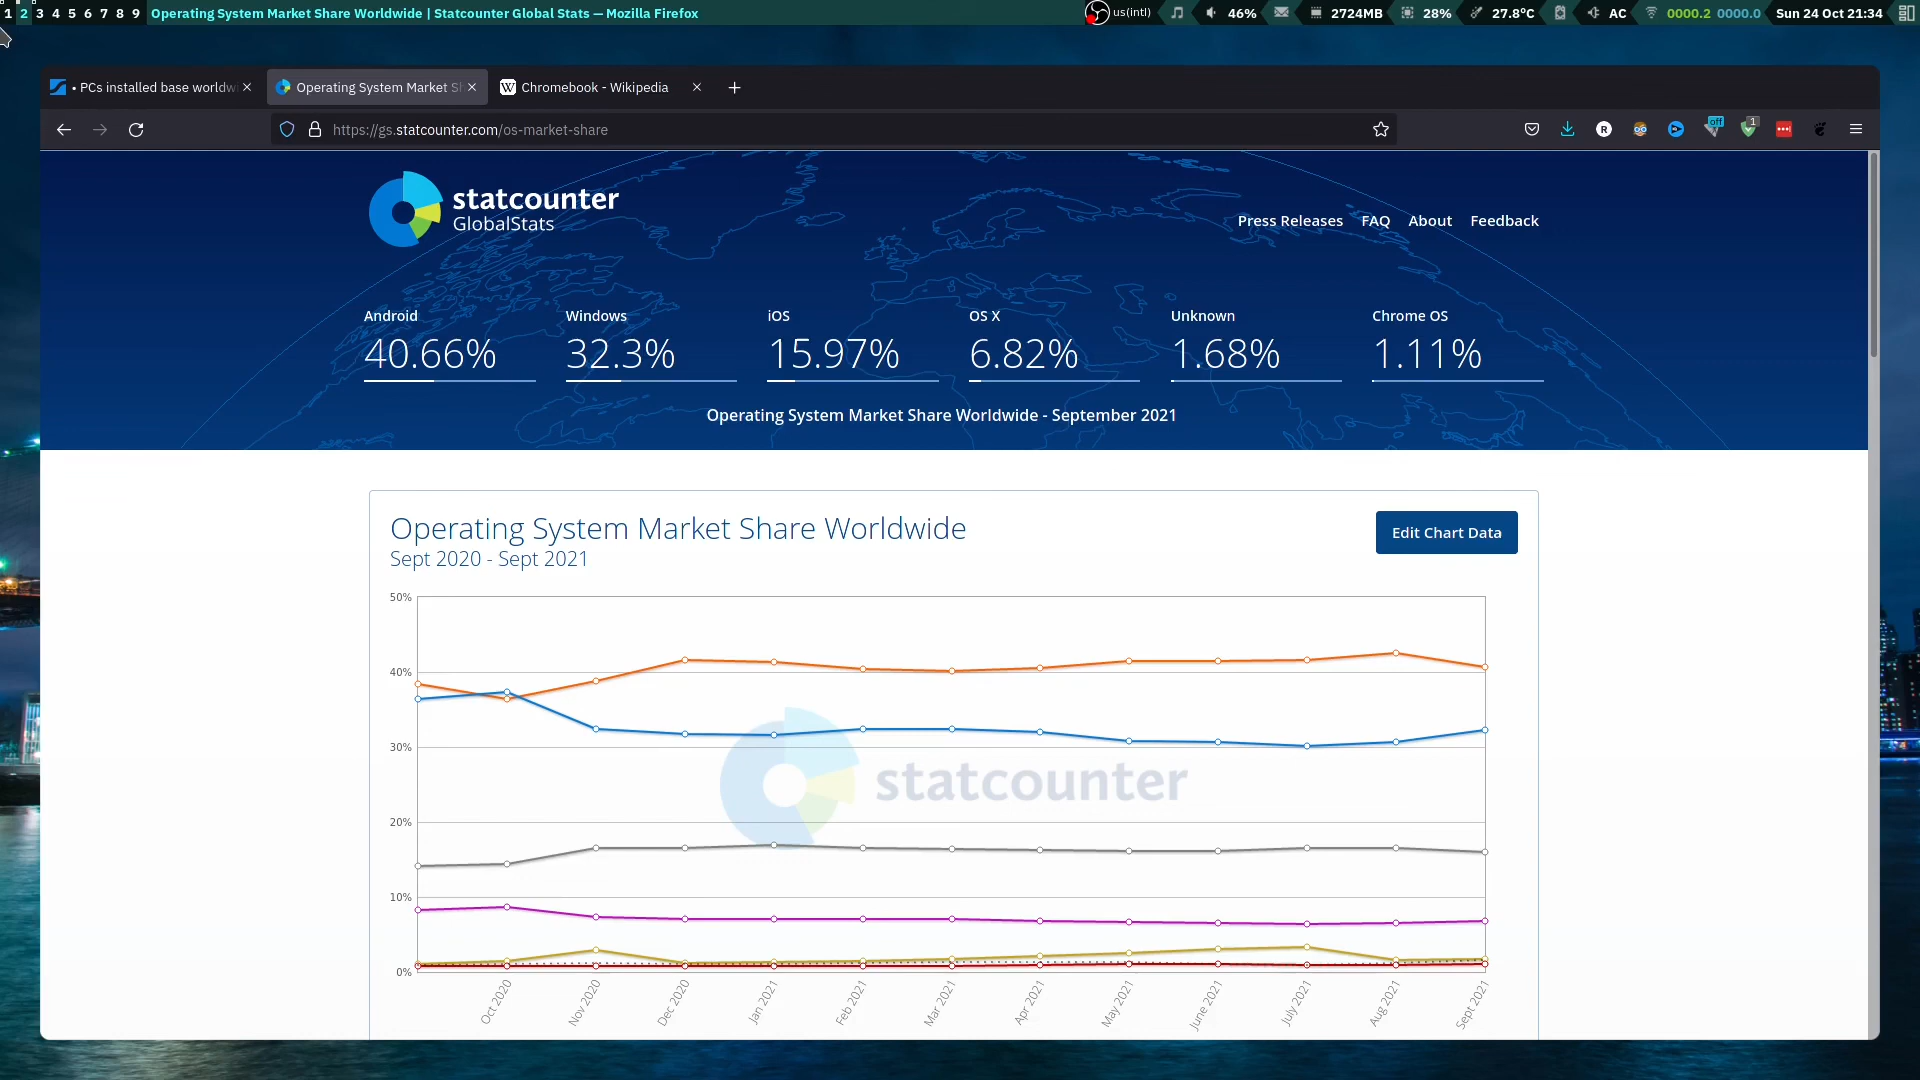 1 2 3 4 5 6 7 8 9 Operating System Market Share Worldwide | Statcounter Global Stats — Mozilla Firefox us(intl) 46% 2724MB 28% 27.8°C AC 0000.2 0000.0 Sun 24 Oct 21:34
• PCs installed base worldw Operating System Market S Chromebook - Wikipedia
https://gs.statcounter.com/os-market-share
off 1
statcounter
GlobalStats
Press Releases FAQ About Feedback
Android Windows iOS OS X Unknown Chrome OS
40.66% 32.3% 15.97% 6.82% 1.68% 1.11%
Operating System Market Share Worldwide - September 2021
Operating System Market Share Worldwide
Sept 2020 - Sept 2021
Edit Chart Data
50%
40%
30%
statcounter
20%
10%
0%
Oct 2020 Nov 2020 Dec 2020 Jan 2021 Feb 2021 Mar 2021 Apr 2021 May 2021 June 2021 July 2021 Aug 2021 Sept 2021